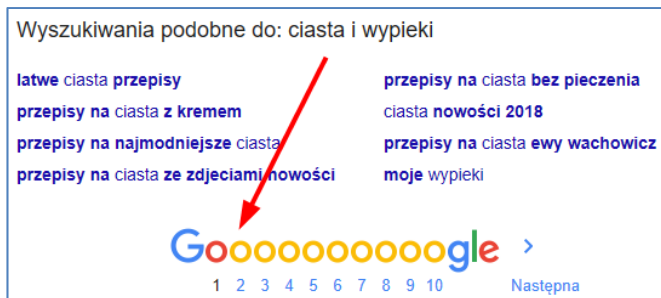 Wyszukiwania podobne do: ciasta i wypieki
latwe ciasta przepisy
przepisy na ciasta z kremem
przepisy na najmodniejsze ciasta
przepisy na ciasta ze zdjeciami nowości
przepisy na ciasta bez pieczenia
ciasta nowości 2018
przepisy na ciasta ewy wachowicz
moje wypieki
Goooooooooogle >
1 2 3 4 5 6 7 8 9 10 Następna